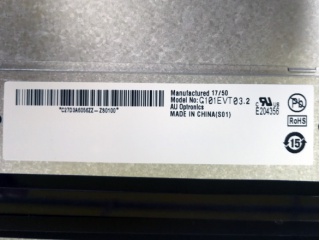 Manufactured 17/50
Model No: G101EVT03.2
AU Optronics
MADE IN CHINA(S01)
E204356
RoHS
15